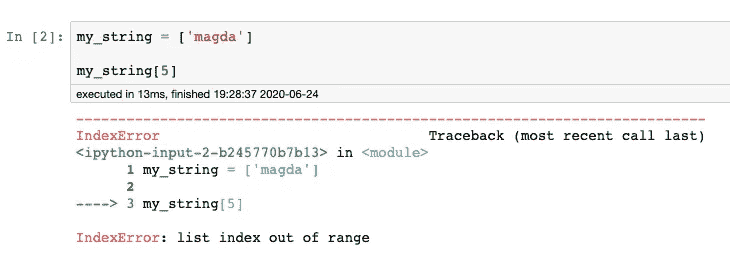 In [2]: my_string = ['magda']
my_string[5]
executed in 13ms, finished 19:28:37 2020-06-24
---------------------------------------------------------------------------
IndexError                                Traceback (most recent call last)
<ipython-input-2-b245770b7b13> in <module>
      1 my_string = ['magda']
      2
----> 3 my_string[5]
IndexError: list index out of range